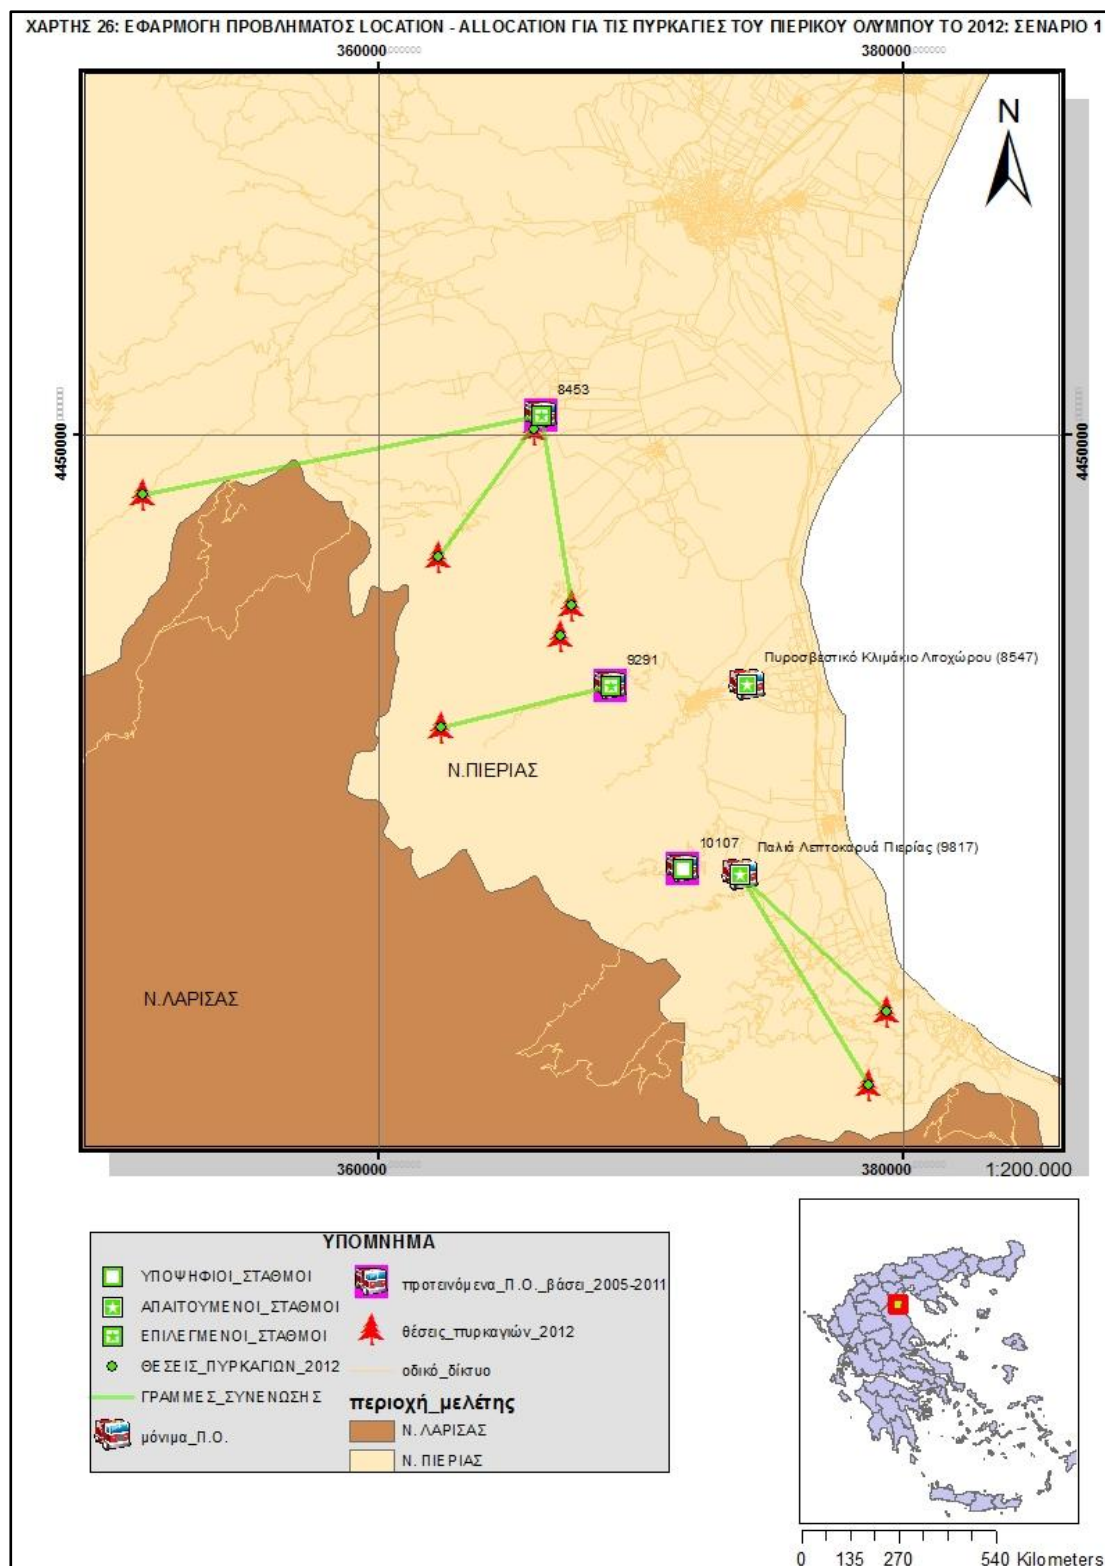 ΧΑΡΤΗΣ 26: ΕΦΑΡΜΟΓΗ ΠΡΟΒΛΗΜΑΤΟΣ LOCATION - ALLOCATION ΓΙΑ ΤΙΣ ΠΥΡΚΑΓΙΕΣ ΤΟΥ ΠΙΕΡΙΚΟΥ ΟΛΥΜΠΟΥ ΤΟ 2012: ΣΕΝΑΡΙΟ 1
360000 380000
N
8453
4450000 4450000
9291
Πυροσβεστικό Κλιμάκιο Λιτοχώρου (8547)
Ν.ΠΙΕΡΙΑΣ
10107
Παλιά Λεπτοκαρυά Πιερίας (9817)
Ν.ΛΑΡΙΣΑΣ
360000 380000
1:200.000
ΥΠΟΜΝΗΜΑ
ΥΠΟΨΗΦΙΟΙ_ΣΤΑΘΜΟΙ
ΑΠΑΙΤΟΥΜΕΝΟΙ_ΣΤΑΘΜΟΙ
ΕΠΙΛΕΓΜΕΝΟΙ_ΣΤΑΘΜΟΙ
ΘΕΣΕΙΣ_ΠΥΡΚΑΓΙΩΝ_2012
ΓΡΑΜΜΕΣ_ΣΥΝΕΝΩΣΗΣ
μόνιμα_Π.Ο.
προτεινόμενα_Π.Ο._βάσει_2005-2011
θέσεις_πυρκαγιών_2012
οδικό_δίκτυο
περιοχή_μελέτης
Ν. ΛΑΡΙΣΑΣ
Ν. ΠΙΕΡΙΑΣ
0 135 270 540 Kilometers